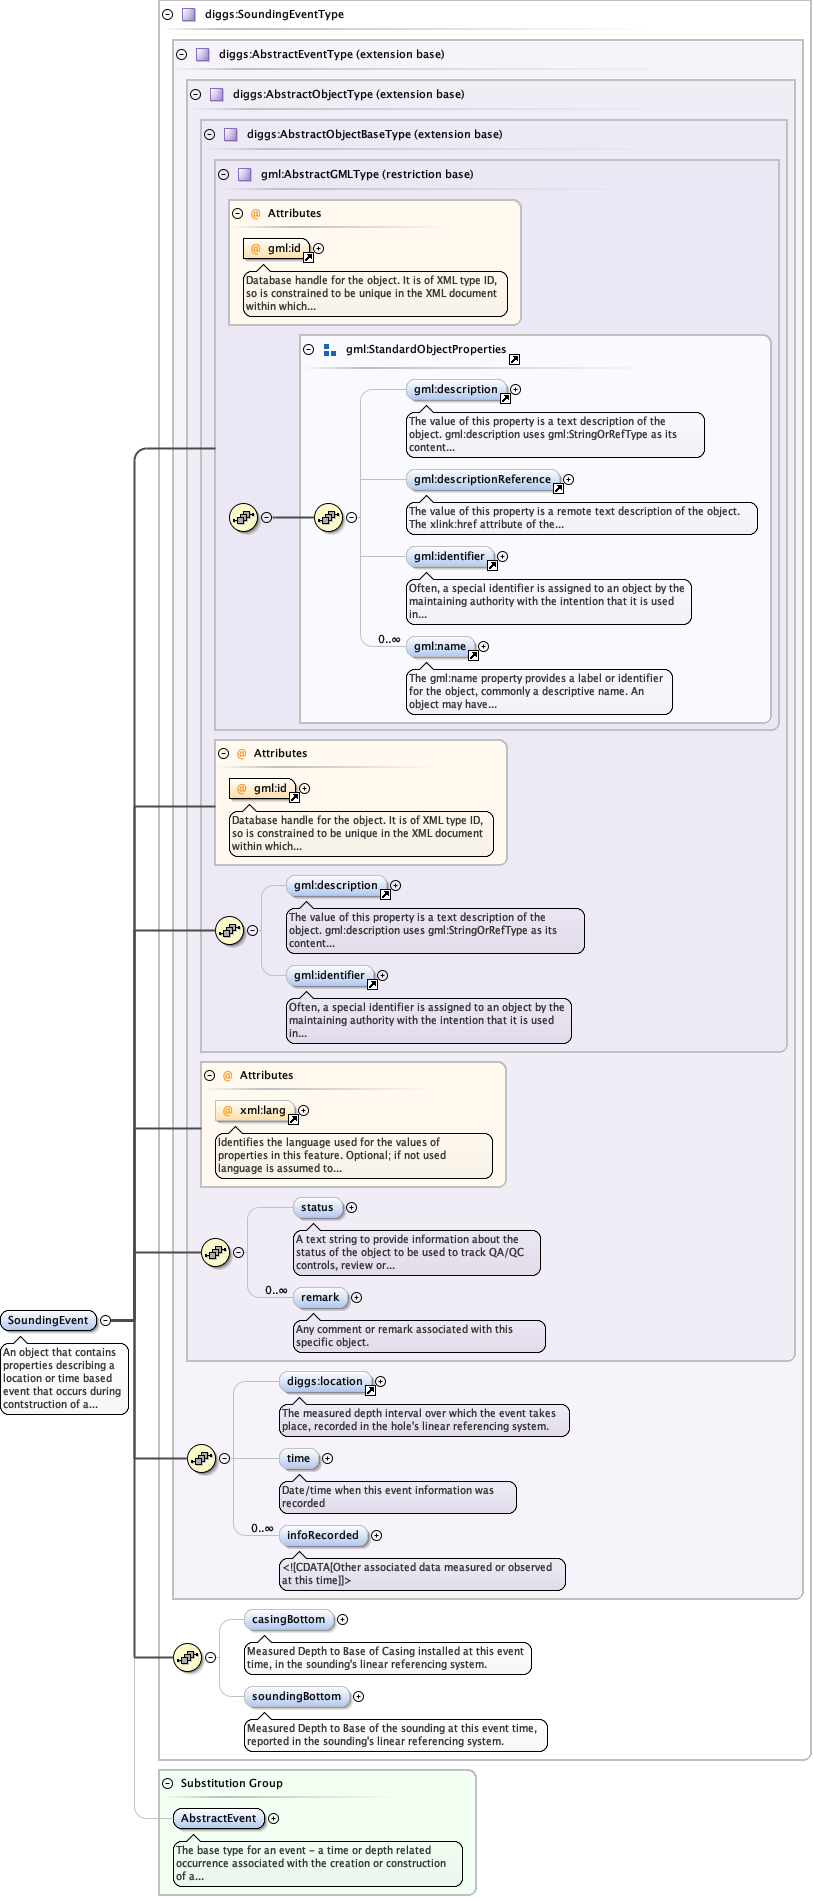 diggs:SoundingEventType
diggs:AbstractEventType (extension base)
diggs:AbstractObjectType (extension base)
diggs:AbstractObjectBaseType (extension base)
gml:AbstractGMLType (restriction base)
@ Attributes
@ gml:id
Database handle for the object. It is of XML type ID,
so is constrained to be unique in the XML document
within which...
gml:StandardObjectProperties
gml:description
The value of this property is a text description of the
object. gml:description uses gml:StringOrRefType as its
content...
gml:descriptionReference
The value of this property is a remote text description of the object.
The xlink:href attribute of the...
gml:identifier
Often, a special identifier is assigned to an object by the
maintaining authority with the intention that it is used
in...
0..∞
gml:name
The gml:name property provides a label or identifier
for the object, commonly a descriptive name. An
object may have...
@ Attributes
@ gml:id
Database handle for the object. It is of XML type ID,
so is constrained to be unique in the XML document
within which...
gml:description
The value of this property is a text description of the
object. gml:description uses gml:StringOrRefType as its
content...
gml:identifier
Often, a special identifier is assigned to an object by the
maintaining authority with the intention that it is used
in...
@ Attributes
@ xml:lang
Identifies the language used for the values of
properties in this feature. Optional; if not used
language is assumed to...
status
A text string to provide information about the
status of the object to be used to track QA/QC
controls, review or...
0..∞
remark
Any comment or remark associated with this
specific object.
SoundingEvent
An object that contains
properties describing a
location or time based
event that occurs during
contstruction of a...
diggs:location
The measured depth interval over which the event takes
place, recorded in the hole's linear referencing system.
time
Date/time when this event information was
recorded
0..∞
infoRecorded
<![CDATA[Other associated data measured or observed
at this time]]>
casingBottom
Measured Depth to Base of Casing installed at this event
time, in the sounding's linear referencing system.
soundingBottom
Measured Depth to Base of the sounding at this event time,
reported in the sounding's linear referencing system.
Substitution Group
AbstractEvent
The base type for an event – a time or depth related
occurrence associated with the creation or construction
of a...